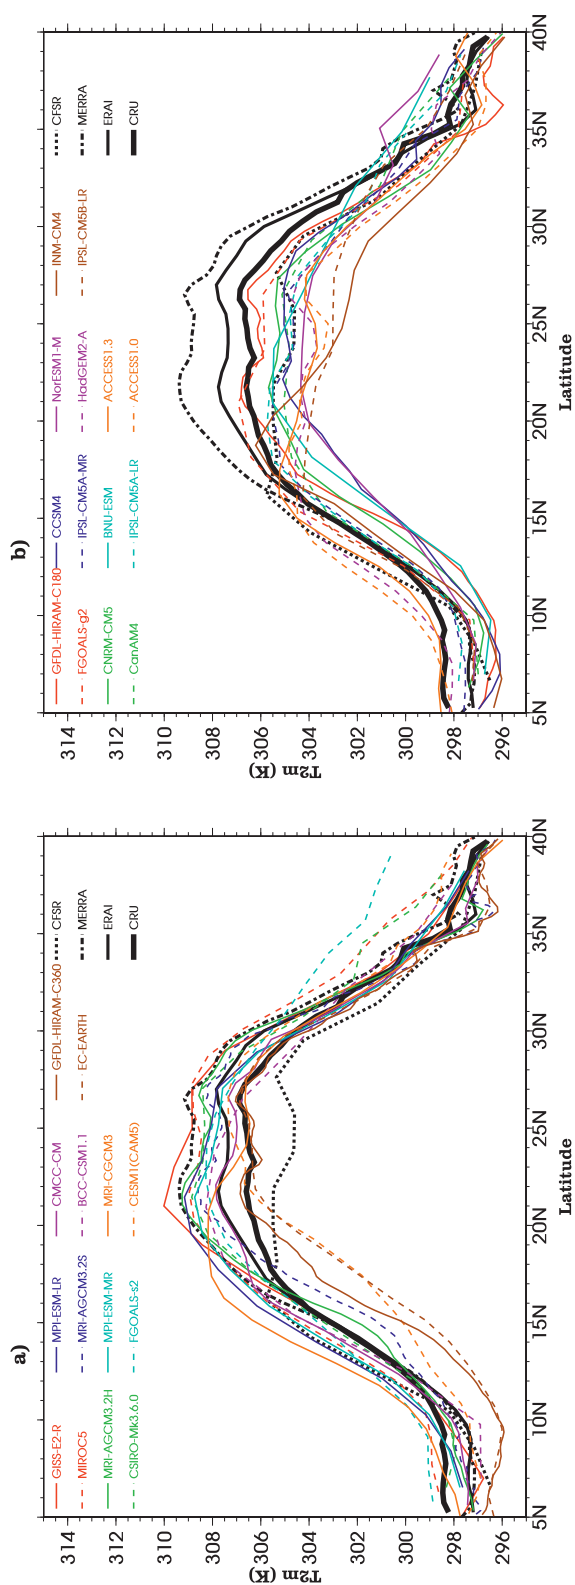 a)
GISS-E2-R MPI-ESM-LR CMCC-CM GFDL-HIRAM-C360 CFSR
MIROC5 MRI-AGCM3.2S BCC-CSM1.1 EC-EARTH MERRA
MRI-AGCM3.2H MPI-ESM-MR MRI-CGCM3 ERAI
CSIRO-Mk3.6.0 FGOALS-s2 CESM1(CAM5) CRU
T2m (K)
314
312
310
308
306
304
302
300
298
296
5N 10N 15N 20N 25N 30N 35N 40N
Latitude
b)
GFDL-HIRAM-C180 CCSM4 NorESM1-M INM-CM4 CFSR
FGOALS-g2 IPSL-CM5A-MR HadGEM2-A IPSL-CM5B-LR MERRA
CNRM-CM5 BNU-ESM ACCESS1.3 ERAI
CanAM4 IPSL-CM5A-LR ACCESS1.0 CRU
T2m (K)
314
312
310
308
306
304
302
300
298
296
5N 10N 15N 20N 25N 30N 35N 40N
Latitude